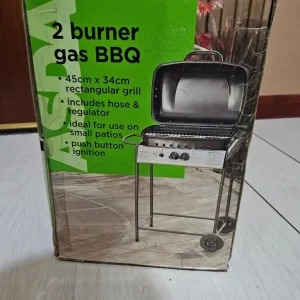 ASDA
2 burner
gas BBQ
• 45cm x 34cm
rectangular grill
• includes hose &
regulator
• ideal for use on
small patios
• push button
ignition